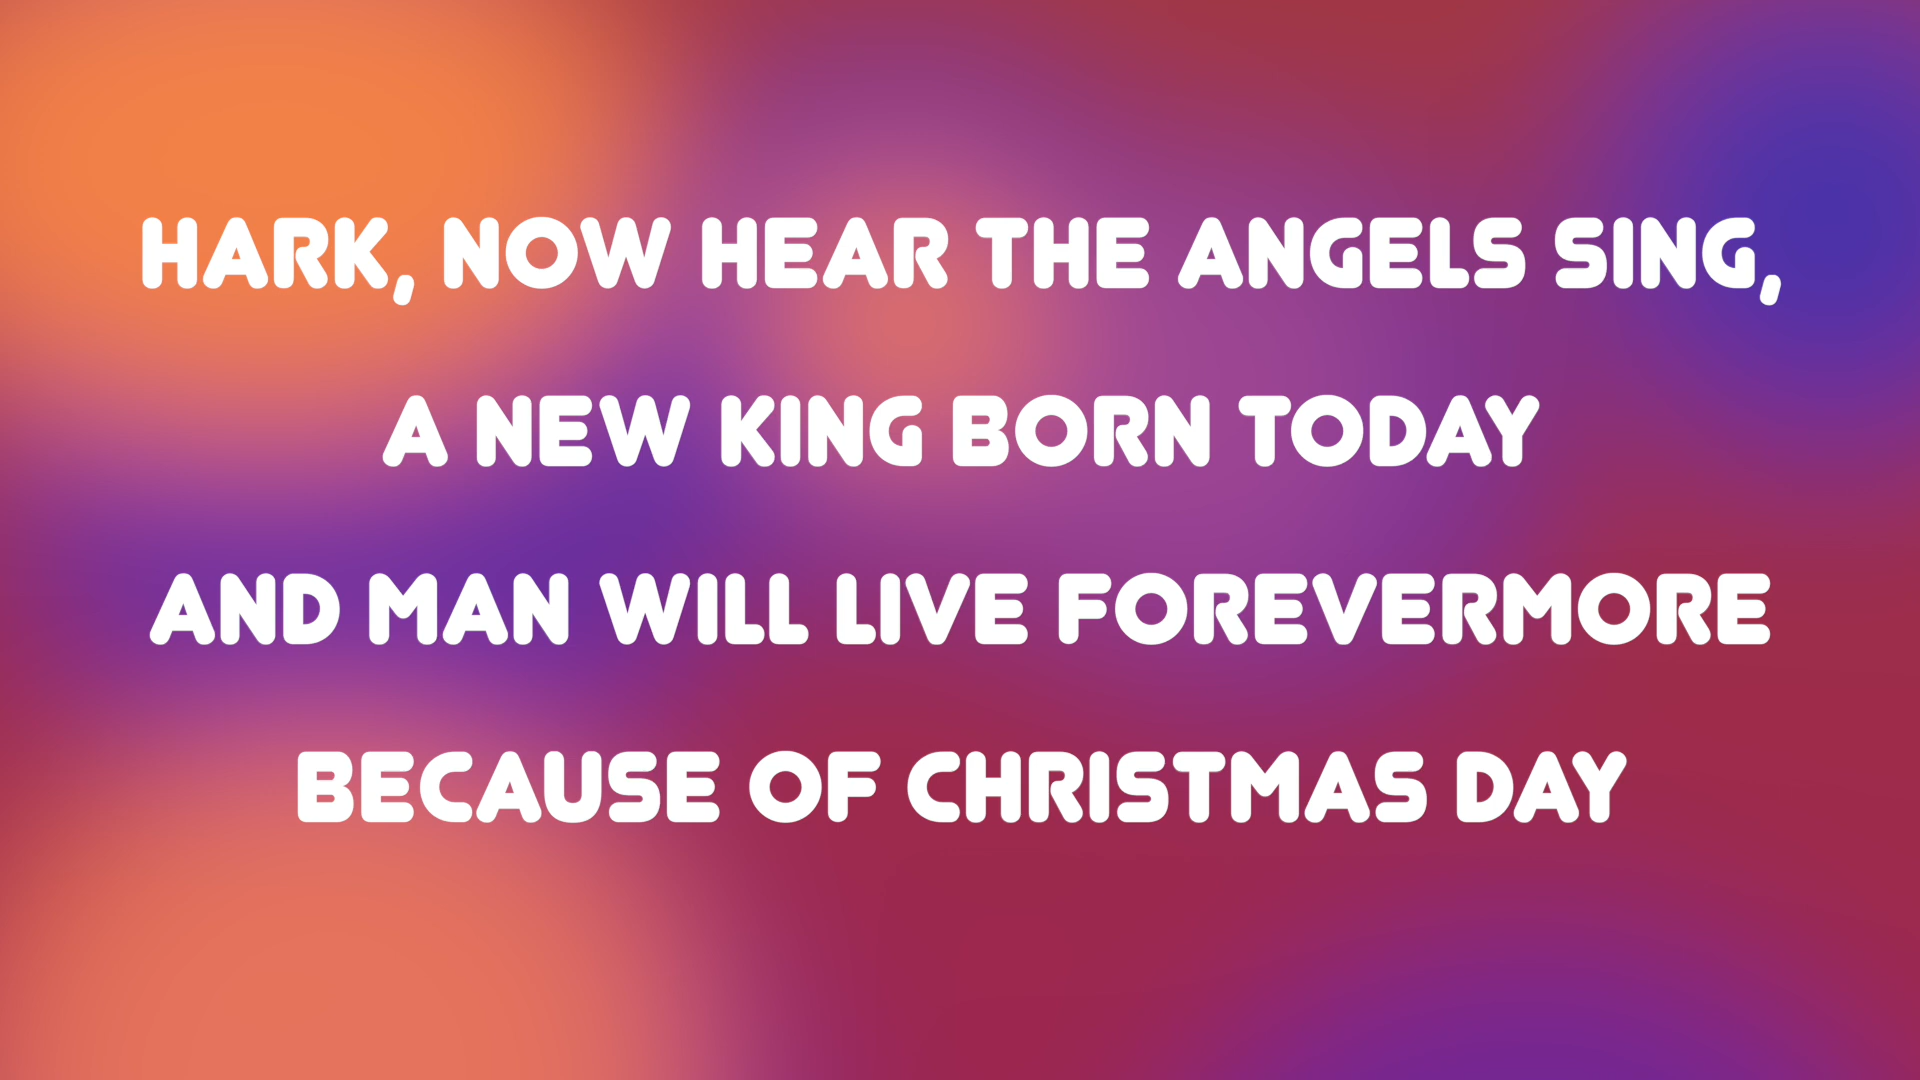 HARK, NOW HEAR THE ANGELS SING,
A NEW KING BORN TODAY
AND MAN WILL LIVE FOREVERMORE
BECAUSE OF CHRISTMAS DAY